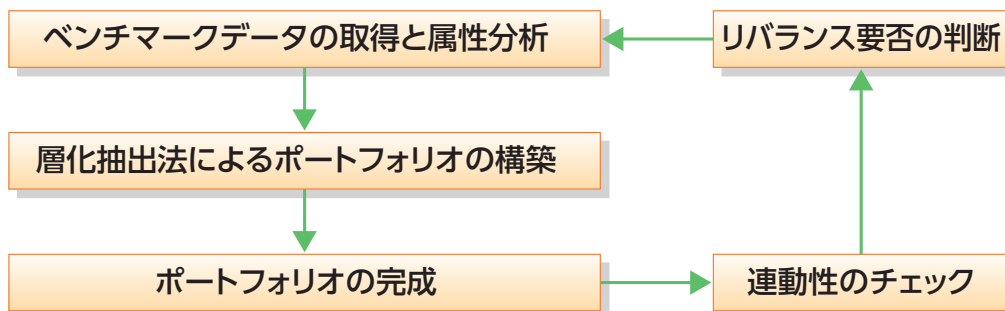 ベンチマークデータの取得と属性分析
リバランス要否の判断
層化抽出法によるポートフォリオの構築
ポートフォリオの完成
連動性のチェック